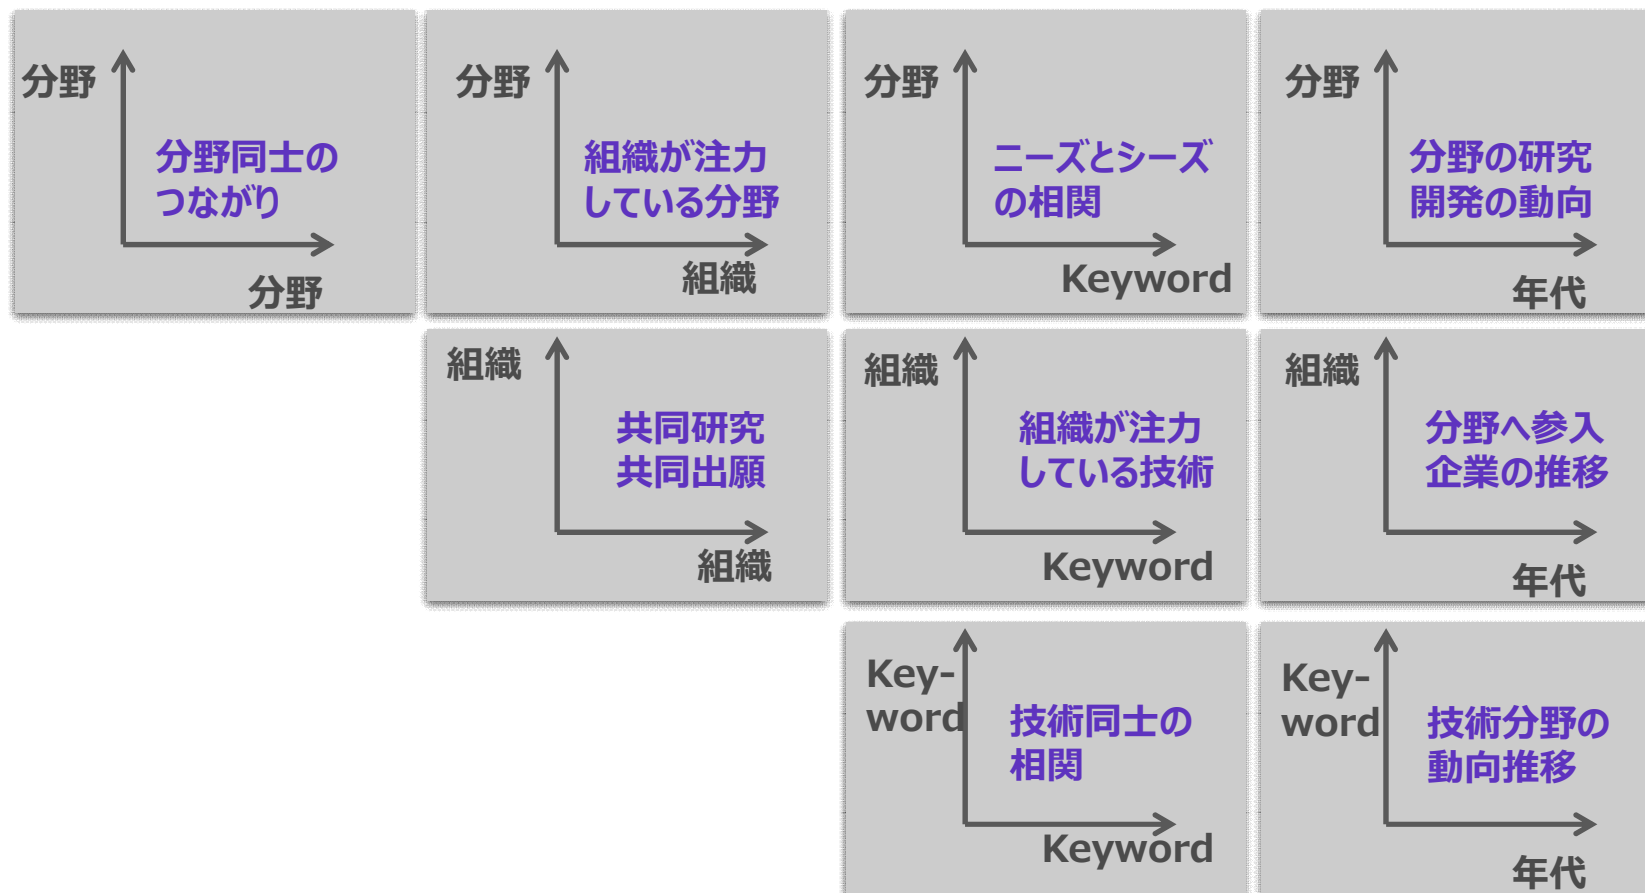 分野
分野同士の
つながり
分野
分野
組織が注力
している分野
組織
分野
ニーズとシーズ
の相関
Keyword
分野
分野の研究
開発の動向
年代
組織
共同研究
共同出願
組織
組織
組織が注力
している技術
Keyword
組織
分野へ参入
企業の推移
年代
Key-
word
技術同士の
相関
Keyword
Key-
word
技術分野の
動向推移
年代